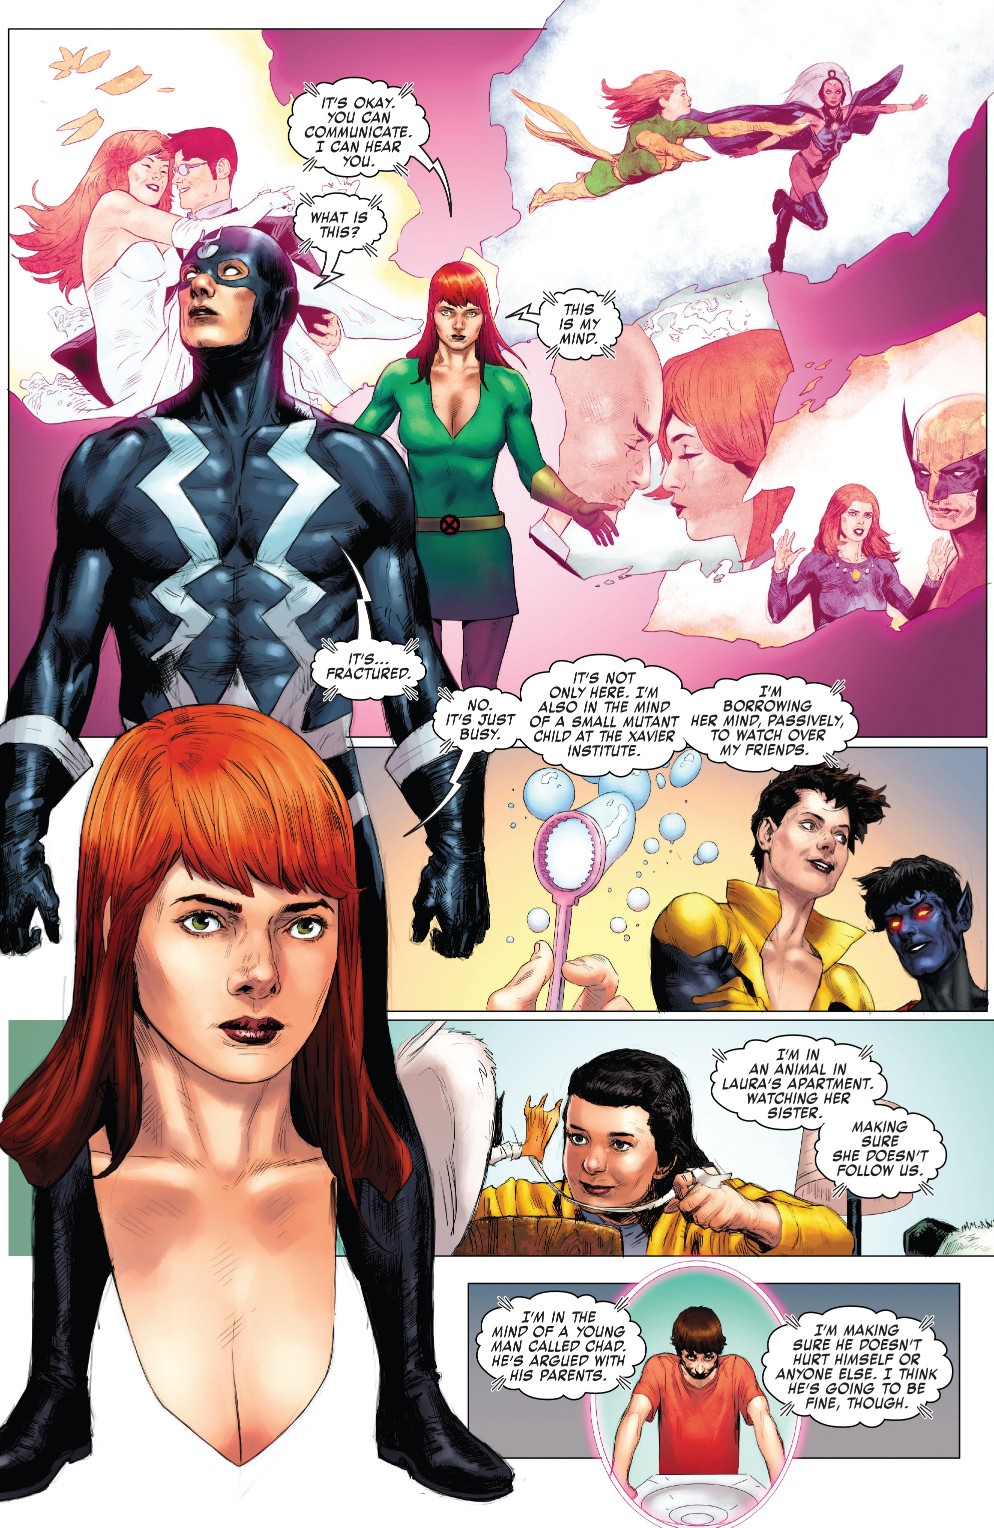 IT'S OKAY.
YOU CAN
COMMUNICATE.
I CAN HEAR
YOU.
WHAT IS
THIS?
THIS
IS MY
MIND.
IT'S...
FRACTURED.
NO.
IT'S JUST
BUSY.
IT'S NOT
ONLY HERE. I'M
ALSO IN THE MIND
OF A SMALL MUTANT
CHILD AT THE XAVIER
INSTITUTE.
I'M
BORROWING
HER MIND, PASSIVELY,
TO WATCH OVER
MY FRIENDS.
I'M IN
AN ANIMAL IN
LAURA'S APARTMENT.
WATCHING HER
SISTER.
MAKING
SURE
SHE DOESN'T
FOLLOW US.
I'M IN THE
MIND OF A YOUNG
MAN CALLED CHAD.
HE'S ARGUED WITH
HIS PARENTS.
I'M MAKING
SURE HE DOESN'T
HURT HIMSELF OR
ANYONE ELSE. I THINK
HE'S GOING TO BE
FINE, THOUGH.